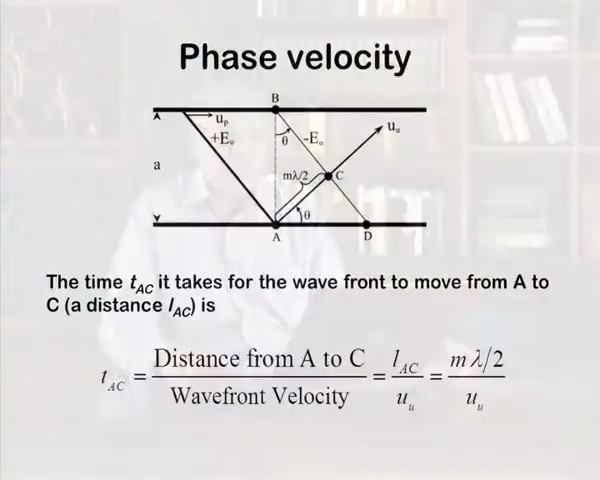 Phase velocity
B
u_p
+E_o
θ
-E_o
u_u
a
mλ/2
C
θ
A
D
The time t_AC it takes for the wave front to move from A to
C (a distance l_AC) is
t_AC = Distance from A to C / Wavefront Velocity = l_AC / u_u = m λ/2 / u_u